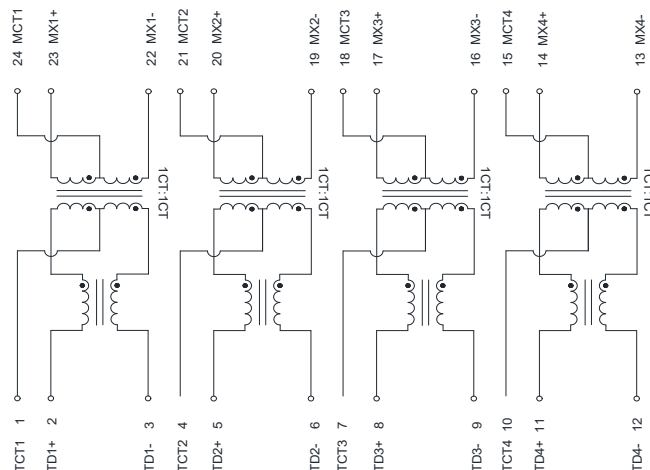 24 MCT1
23 MX1+
22 MX1-
21 MCT2
20 MX2+
19 MX2-
18 MCT3
17 MX3+
16 MX3-
15 MCT4
14 MX4+
13 MX4-
1CT:1CT
1CT:1CT
1CT:1CT
1CT:1CT
TCT1 1
TD1+ 2
TD1- 3
TCT2 4
TD2+ 5
TD2- 6
TCT3 7
TD3+ 8
TD3- 9
TCT4 10
TD4+ 11
TD4- 12